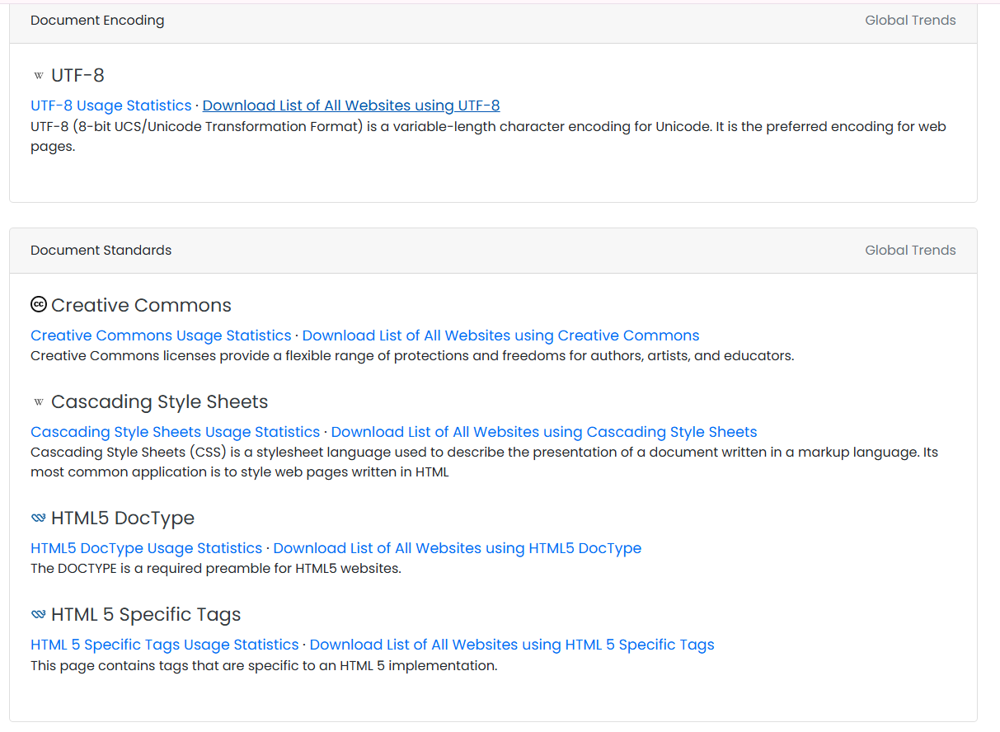 Document Encoding Global Trends
W UTF-8
UTF-8 Usage Statistics · Download List of All Websites using UTF-8
UTF-8 (8-bit UCS/Unicode Transformation Format) is a variable-length character encoding for Unicode. It is the preferred encoding for web
pages.
Document Standards Global Trends
cc Creative Commons
Creative Commons Usage Statistics · Download List of All Websites using Creative Commons
Creative Commons licenses provide a flexible range of protections and freedoms for authors, artists, and educators.
W Cascading Style Sheets
Cascading Style Sheets Usage Statistics · Download List of All Websites using Cascading Style Sheets
Cascading Style Sheets (CSS) is a stylesheet language used to describe the presentation of a document written in a markup language. Its
most common application is to style web pages written in HTML
HTML5 DocType
HTML5 DocType Usage Statistics · Download List of All Websites using HTML5 DocType
The DOCTYPE is a required preamble for HTML5 websites.
HTML 5 Specific Tags
HTML 5 Specific Tags Usage Statistics · Download List of All Websites using HTML 5 Specific Tags
This page contains tags that are specific to an HTML 5 implementation.